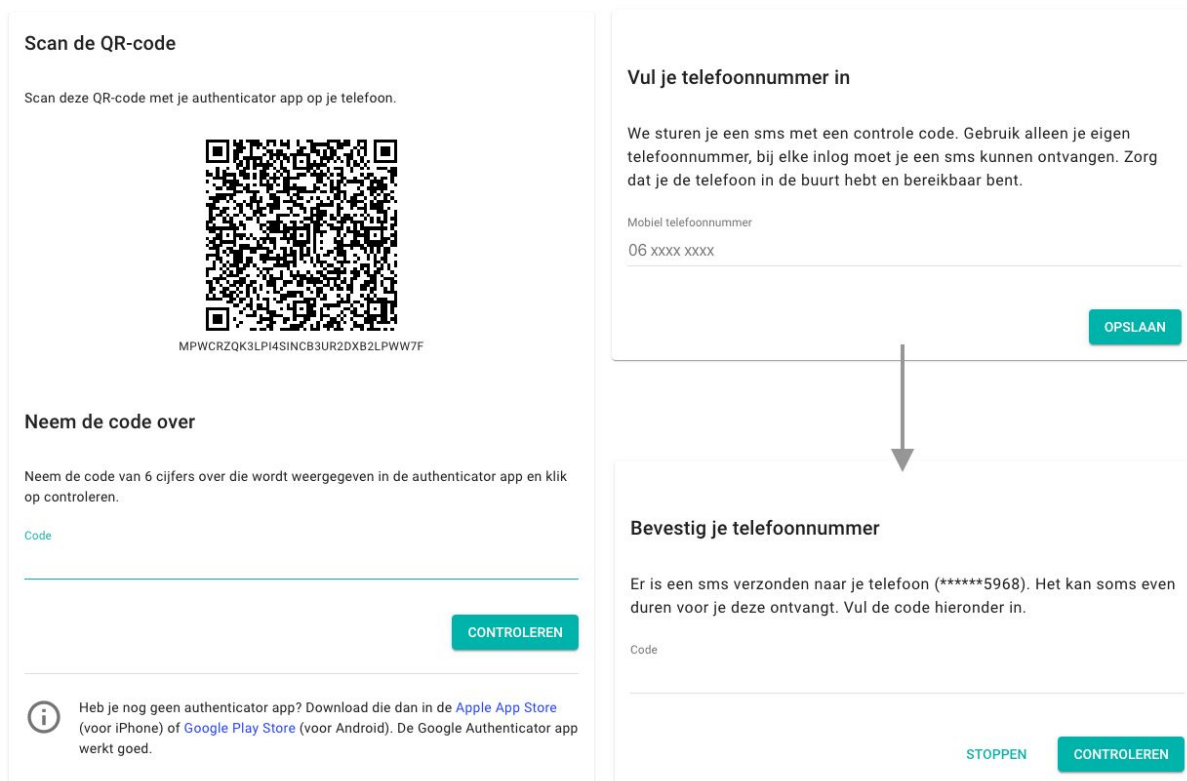 Scan de QR-code
Scan deze QR-code met je authenticator app op je telefoon.
MPWCRZQK3LPI4SINCB3UR2DXB2LPWW7F
Neem de code over
Neem de code van 6 cijfers over die wordt weergegeven in de authenticator app en klik
op controleren.
Code
CONTROLEREN
Heb je nog geen authenticator app? Download die dan in de Apple App Store
(voor iPhone) of Google Play Store (voor Android). De Google Authenticator app
werkt goed.
Vul je telefoonnummer in
We sturen je een sms met een controle code. Gebruik alleen je eigen
telefoonnummer, bij elke inlog moet je een sms kunnen ontvangen. Zorg
dat je de telefoon in de buurt hebt en bereikbaar bent.
Mobiel telefoonnummer
06 xxxx xxxx
OPSLAAN
Bevestig je telefoonnummer
Er is een sms verzonden naar je telefoon (******5968). Het kan soms even
duren voor je deze ontvangt. Vul de code hieronder in.
Code
STOPPEN
CONTROLEREN